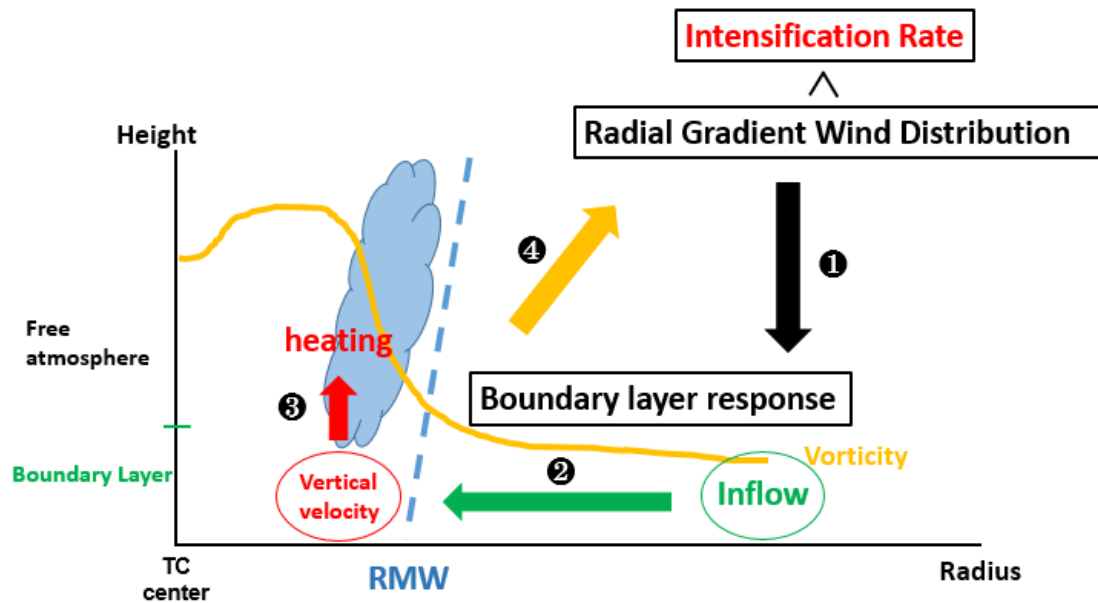 Intensification Rate
Radial Gradient Wind Distribution
Height
❹
❶
Free
atmosphere
heating
Boundary layer response
❸
Boundary Layer
Vorticity
❷
Vertical
velocity
Inflow
TC
center
RMW
Radius